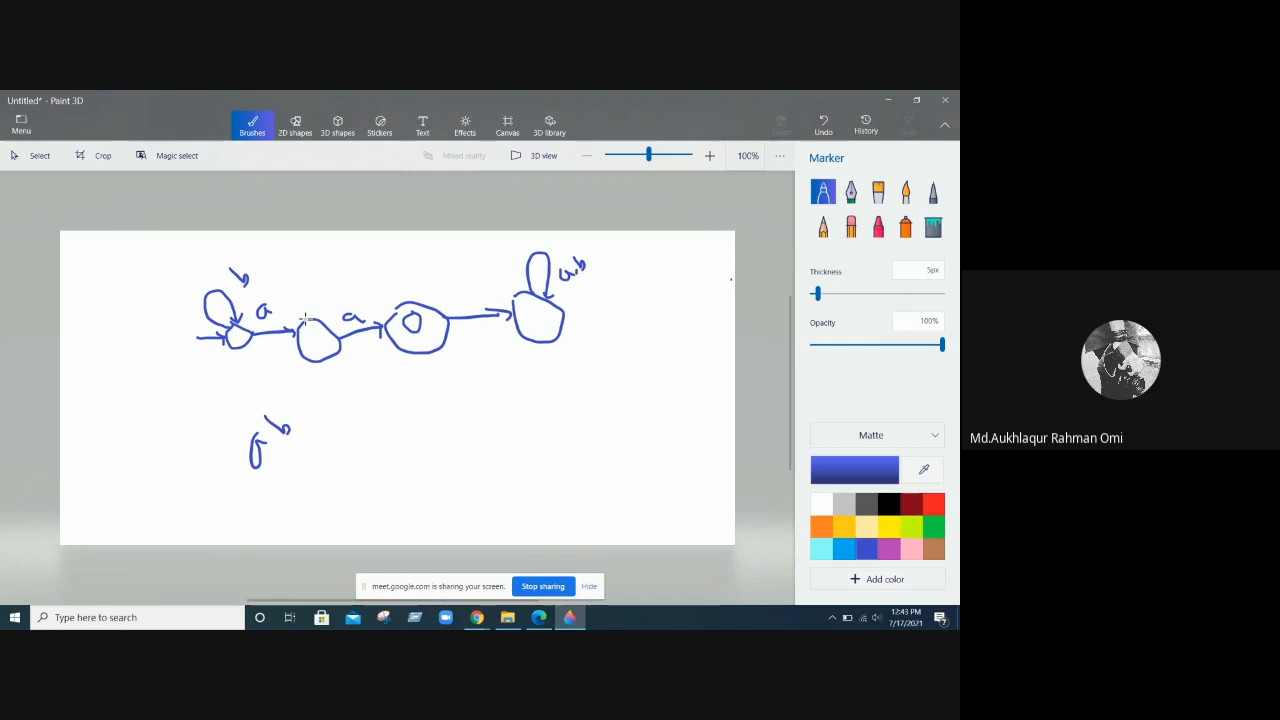 Untitled* - Paint 3D
Menu
Brushes
2D shapes
3D shapes
Stickers
Text
Effects
Canvas
3D library
Undo
History
Select
Crop
Magic select
Mixed reality
3D view
100%
Marker
Thickness
5px
Opacity
100%
Matte
Add color
b
a
a
a,b
b
meet.google.com is sharing your screen.
Stop sharing
Hide
Type here to search
12:43 PM
7/17/2021
Md.Aukhlaqur Rahman Omi